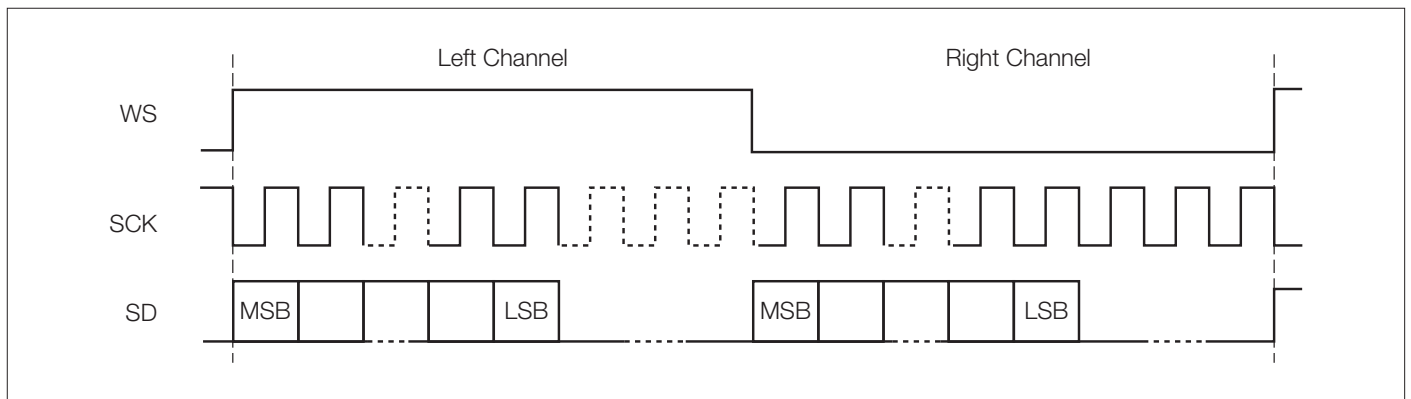 Left Channel Right Channel
WS
SCK
SD MSB LSB MSB LSB